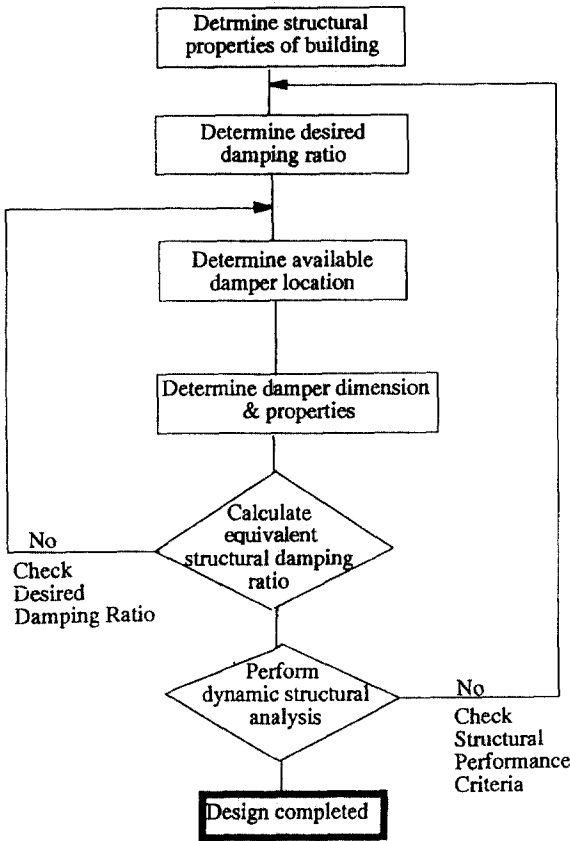 Detrmine structural
properties of building
Determine desired
damping ratio
Determine available
damper location
Determine damper dimension
& properties
Calculate
equivalent
structural damping
ratio
No
Check
Desired
Damping Ratio
Perform
dynamic structural
analysis
No
Check
Structural
Performance
Criteria
Design completed